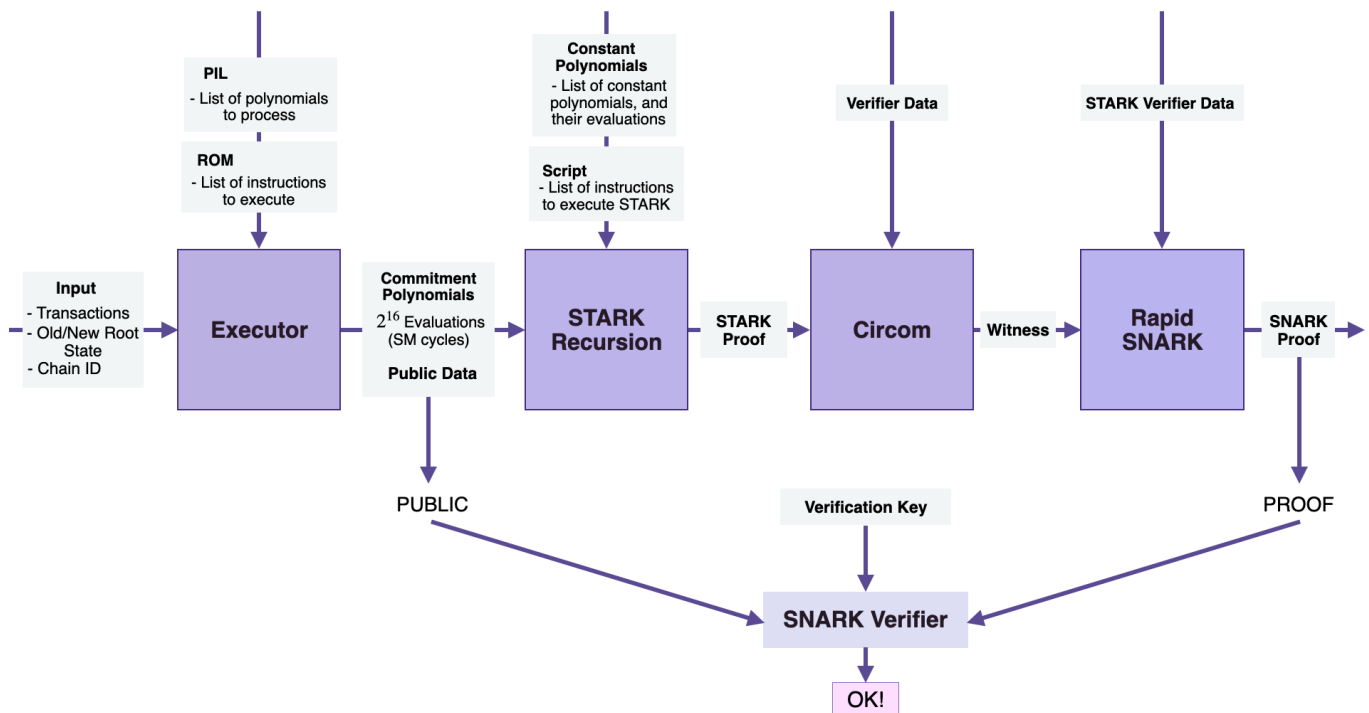 PIL
- List of polynomials
to process
ROM
- List of instructions
to execute
Constant
Polynomials
- List of constant
polynomials, and
their evaluations
Script
- List of instructions
to execute STARK
Verifier Data
STARK Verifier Data
Input
- Transactions
- Old/New Root
State
- Chain ID
Executor
Commitment
Polynomials
2^16 Evaluations
(SM cycles)
Public Data
STARK
Recursion
STARK
Proof
Circom
Witness
Rapid
SNARK
SNARK
Proof
PUBLIC
Verification Key
PROOF
SNARK Verifier
OK!